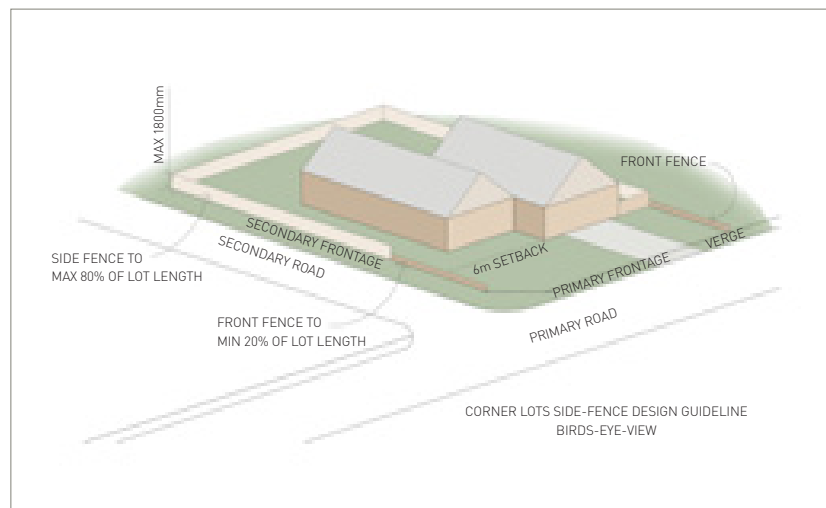 MAX 1800mm
FRONT FENCE
SECONDARY FRONTAGE
SECONDARY ROAD
SIDE FENCE TO
MAX 80% OF LOT LENGTH
6m SETBACK
PRIMARY FRONTAGE
VERGE
FRONT FENCE TO
MIN 20% OF LOT LENGTH
PRIMARY ROAD
CORNER LOTS SIDE-FENCE DESIGN GUIDELINE
BIRDS-EYE-VIEW